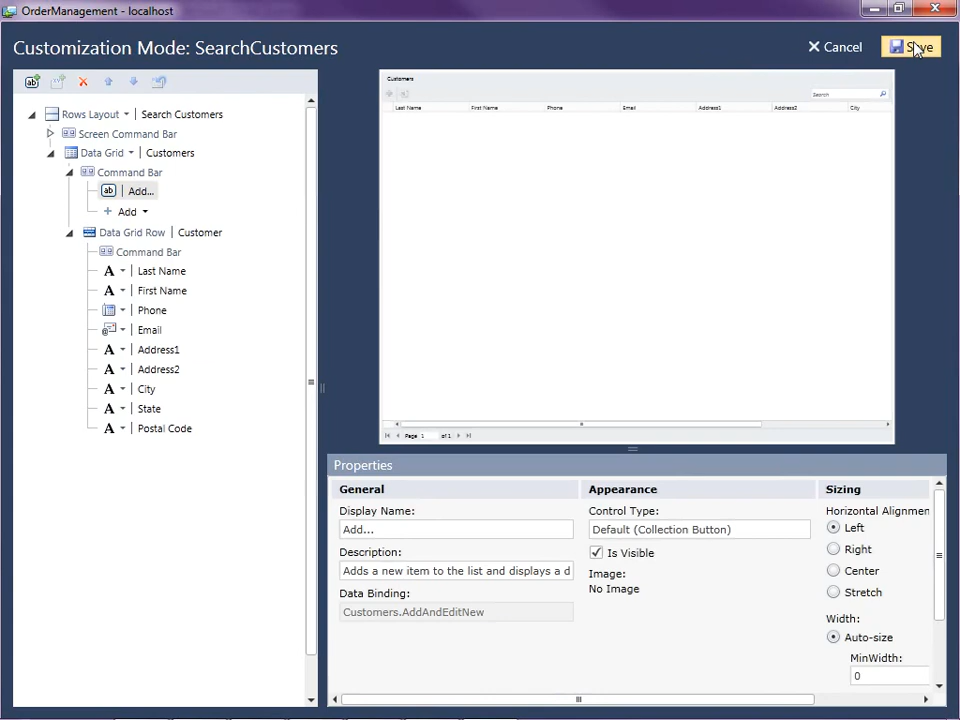 OrderManagement - localhost
Customization Mode: SearchCustomers
Cancel
Save
ab
Rows Layout
Search Customers
Screen Command Bar
Data Grid
Customers
Command Bar
ab
Add...
Add
Data Grid Row
Customer
Command Bar
A
Last Name
A
First Name
Phone
Email
A
Address1
A
Address2
A
City
A
State
A
Postal Code
Customers
Search
Last Name
First Name
Phone
Email
Address1
Address2
City
Page 1 of 1
Properties
General
Display Name:
Add...
Description:
Adds a new item to the list and displays a d
Data Binding:
Customers.AddAndEditNew
Appearance
Control Type:
Default (Collection Button)
Is Visible
Image:
No Image
Sizing
Horizontal Alignmen
Left
Right
Center
Stretch
Width:
Auto-size
MinWidth:
0